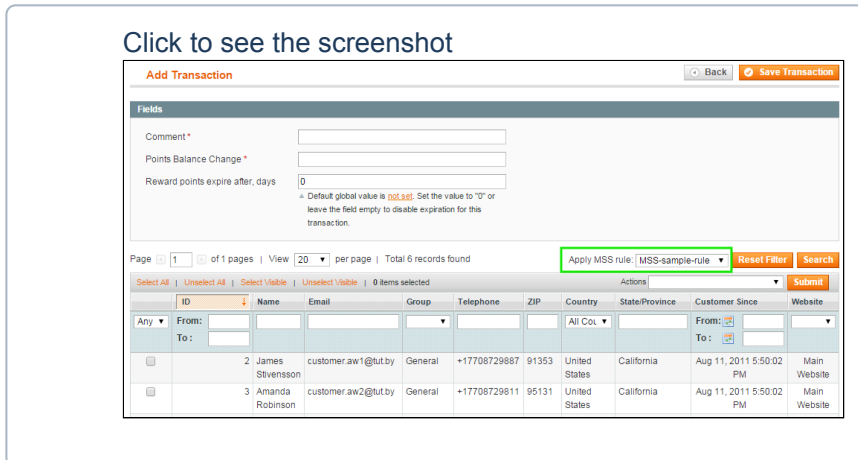 Click to see the screenshot
Add Transaction
Back
Save Transaction
Fields
Comment *
Points Balance Change *
Reward points expire after, days
0
Default global value is not set. Set the value to "0" or
leave the field empty to disable expiration for this
transaction.
Page 1 of 1 pages | View 20 per page | Total 6 records found
Apply MSS rule: MSS-sample-rule
Reset Filter
Search
Select All | Unselect All | Select Visible | Unselect Visible | 0 items selected
Actions
Submit
ID Name Email Group Telephone ZIP Country State/Province Customer Since Website
Any From: All Cou From:
To : To :
2 James customer.aw1@tut.by General +17708729887 91353 United California Aug 11, 2011 5:50:02 Main
Stivensson States PM Website
3 Amanda customer.aw2@tut.by General +17708729811 95131 United California Aug 11, 2011 5:50:02 Main
Robinson States PM Website